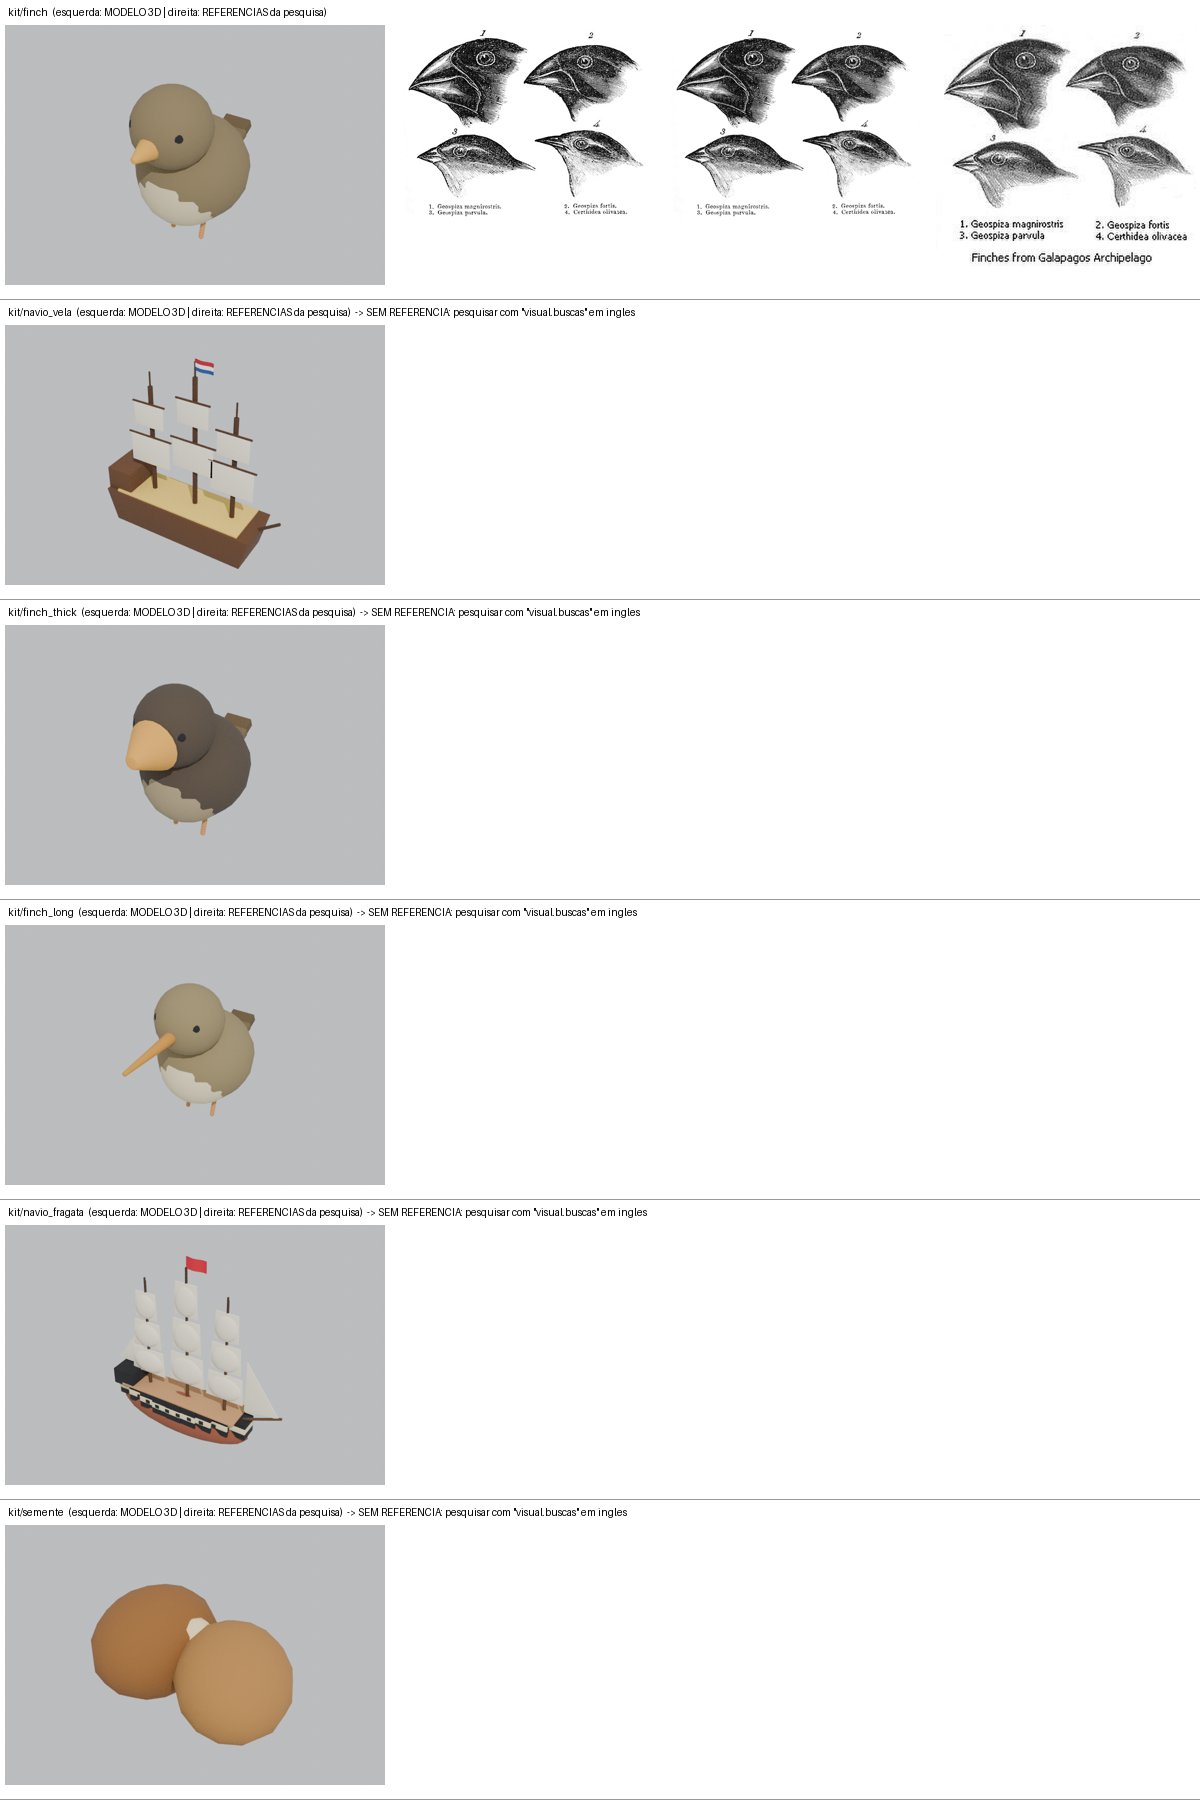 kit/finch (esquerda: MODELO 3D | direita: REFERENCIAS da pesquisa)
1
2
3
4
1. Geospiza magnirostris.
2. Geospiza fortis.
3. Geospiza parvula.
4. Certhidea olivasea.
1
2
3
4
1. Geospiza magnirostris.
2. Geospiza fortis.
3. Geospiza parvula.
4. Certhidea olivasea.
1
2
3
4
1. Geospiza magnirostris
2. Geospiza fortis
3. Geospiza parvula
4. Certhidea olivacea
Finches from Galapagos Archipelago
kit/navio_vela (esquerda: MODELO 3D | direita: REFERENCIAS da pesquisa) -> SEM REFERENCIA: pesquisar com "visual.buscas" em ingles
kit/finch_thick (esquerda: MODELO 3D | direita: REFERENCIAS da pesquisa) -> SEM REFERENCIA: pesquisar com "visual.buscas" em ingles
kit/finch_long (esquerda: MODELO 3D | direita: REFERENCIAS da pesquisa) -> SEM REFERENCIA: pesquisar com "visual.buscas" em ingles
kit/navio_fragata (esquerda: MODELO 3D | direita: REFERENCIAS da pesquisa) -> SEM REFERENCIA: pesquisar com "visual.buscas" em ingles
kit/semente (esquerda: MODELO 3D | direita: REFERENCIAS da pesquisa) -> SEM REFERENCIA: pesquisar com "visual.buscas" em ingles